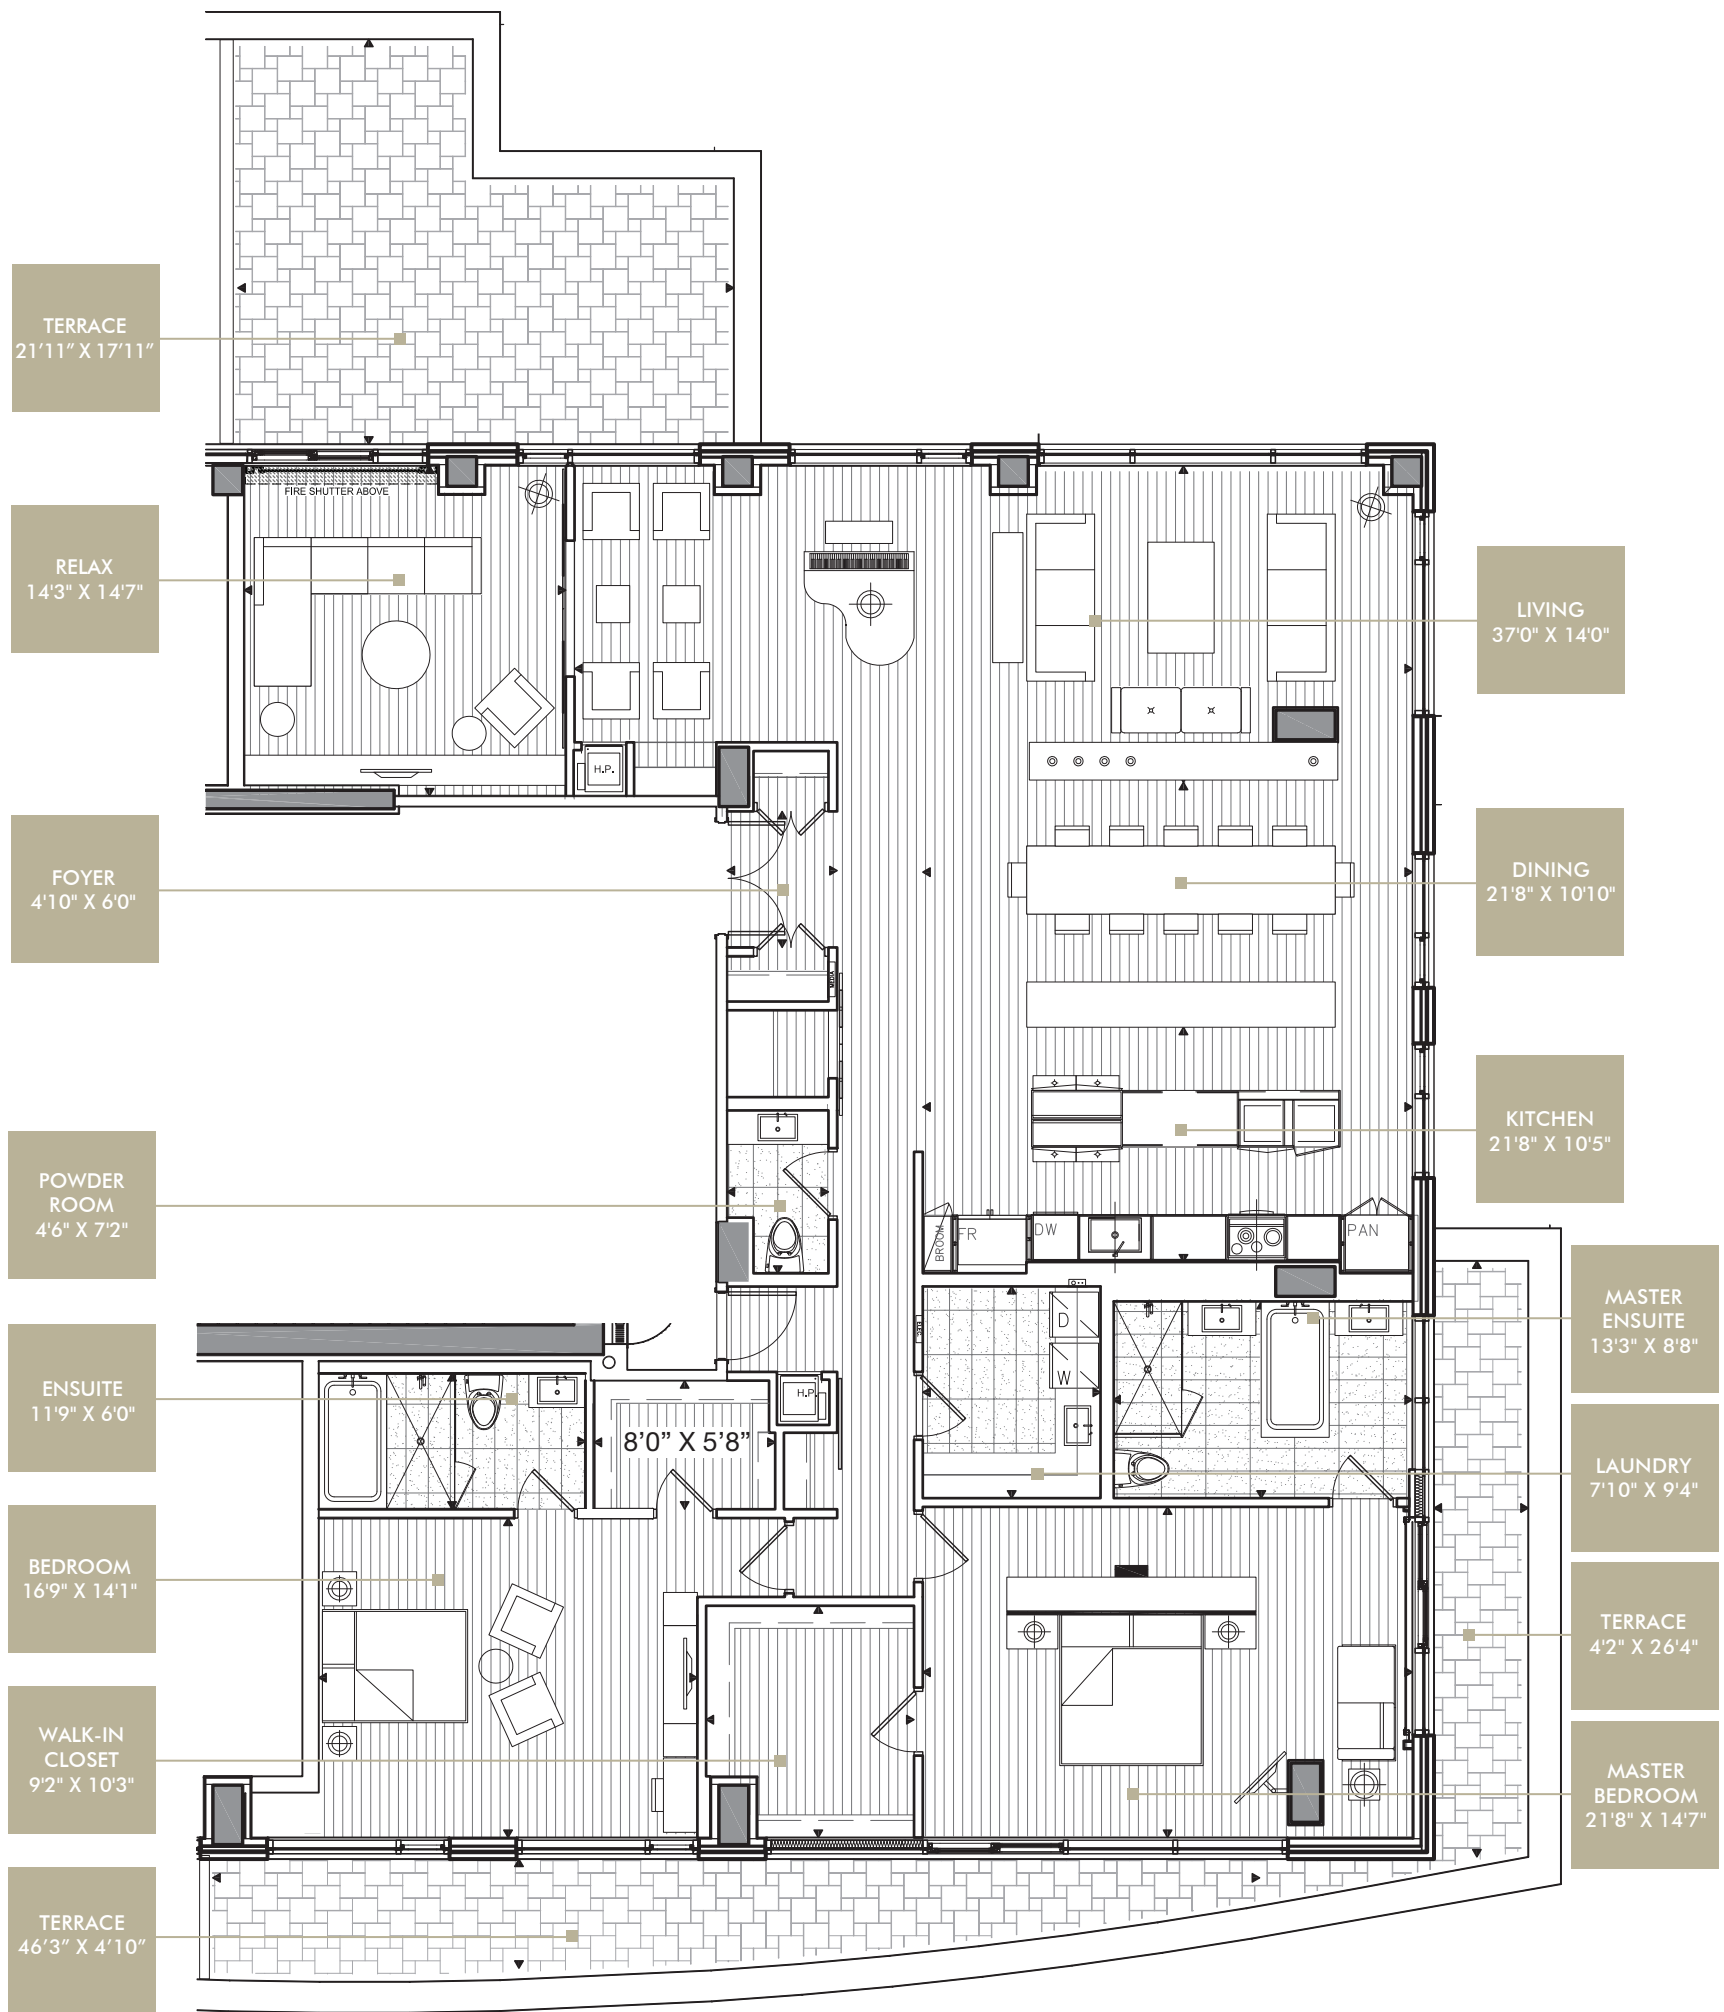 TERRACE
21’11” X 17’11”
FIRE SHUTTER ABOVE
RELAX
14'3" X 14'7"
LIVING
37'0" X 14'0"
H.P.
FOYER
4'10" X 6'0"
DINING
21'8" X 10'10"
MEDIA
KITCHEN
21'8" X 10'5"
POWDER
ROOM
4'6" X 7'2"
BROOM
FR
DW
PAN
MASTER
ENSUITE
13'3" X 8'8"
D
ELEC
W
ENSUITE
11'9" X 6'0"
H.P.
8’0” X 5’8”
LAUNDRY
7'10" X 9'4"
BEDROOM
16'9" X 14'1"
TERRACE
4'2" X 26'4"
WALK-IN
CLOSET
9'2" X 10'3"
MASTER
BEDROOM
21'8" X 14'7"
TERRACE
46’3” X 4’10”